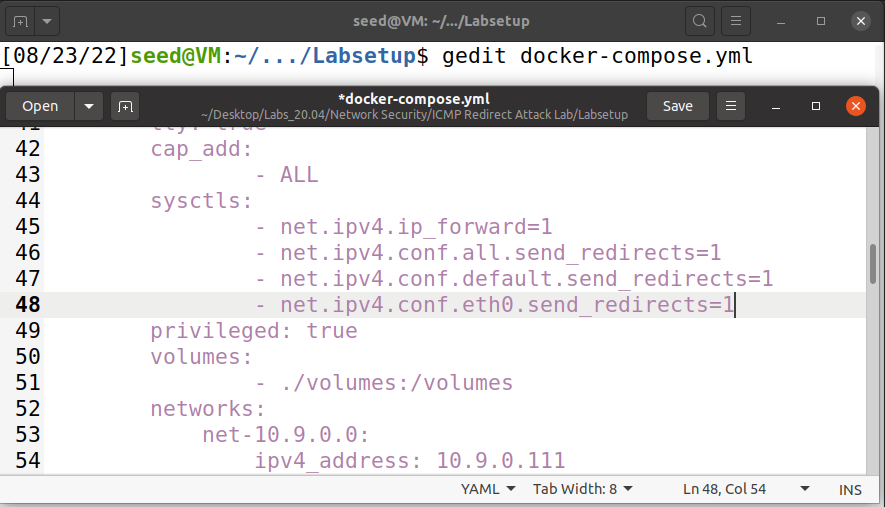 seed@VM: ~/.../Labsetup
[08/23/22]seed@VM:~/.../Labsetup$ gedit docker-compose.yml
Open
*docker-compose.yml
~/Desktop/Labs_20.04/Network Security/ICMP Redirect Attack Lab/Labsetup
Save
41 tty: true
42 cap_add:
43 - ALL
44 sysctls:
45 - net.ipv4.ip_forward=1
46 - net.ipv4.conf.all.send_redirects=1
47 - net.ipv4.conf.default.send_redirects=1
48 - net.ipv4.conf.eth0.send_redirects=1
49 privileged: true
50 volumes:
51 - ./volumes:/volumes
52 networks:
53 net-10.9.0.0:
54 ipv4_address: 10.9.0.111
YAML Tab Width: 8 Ln 48, Col 54 INS